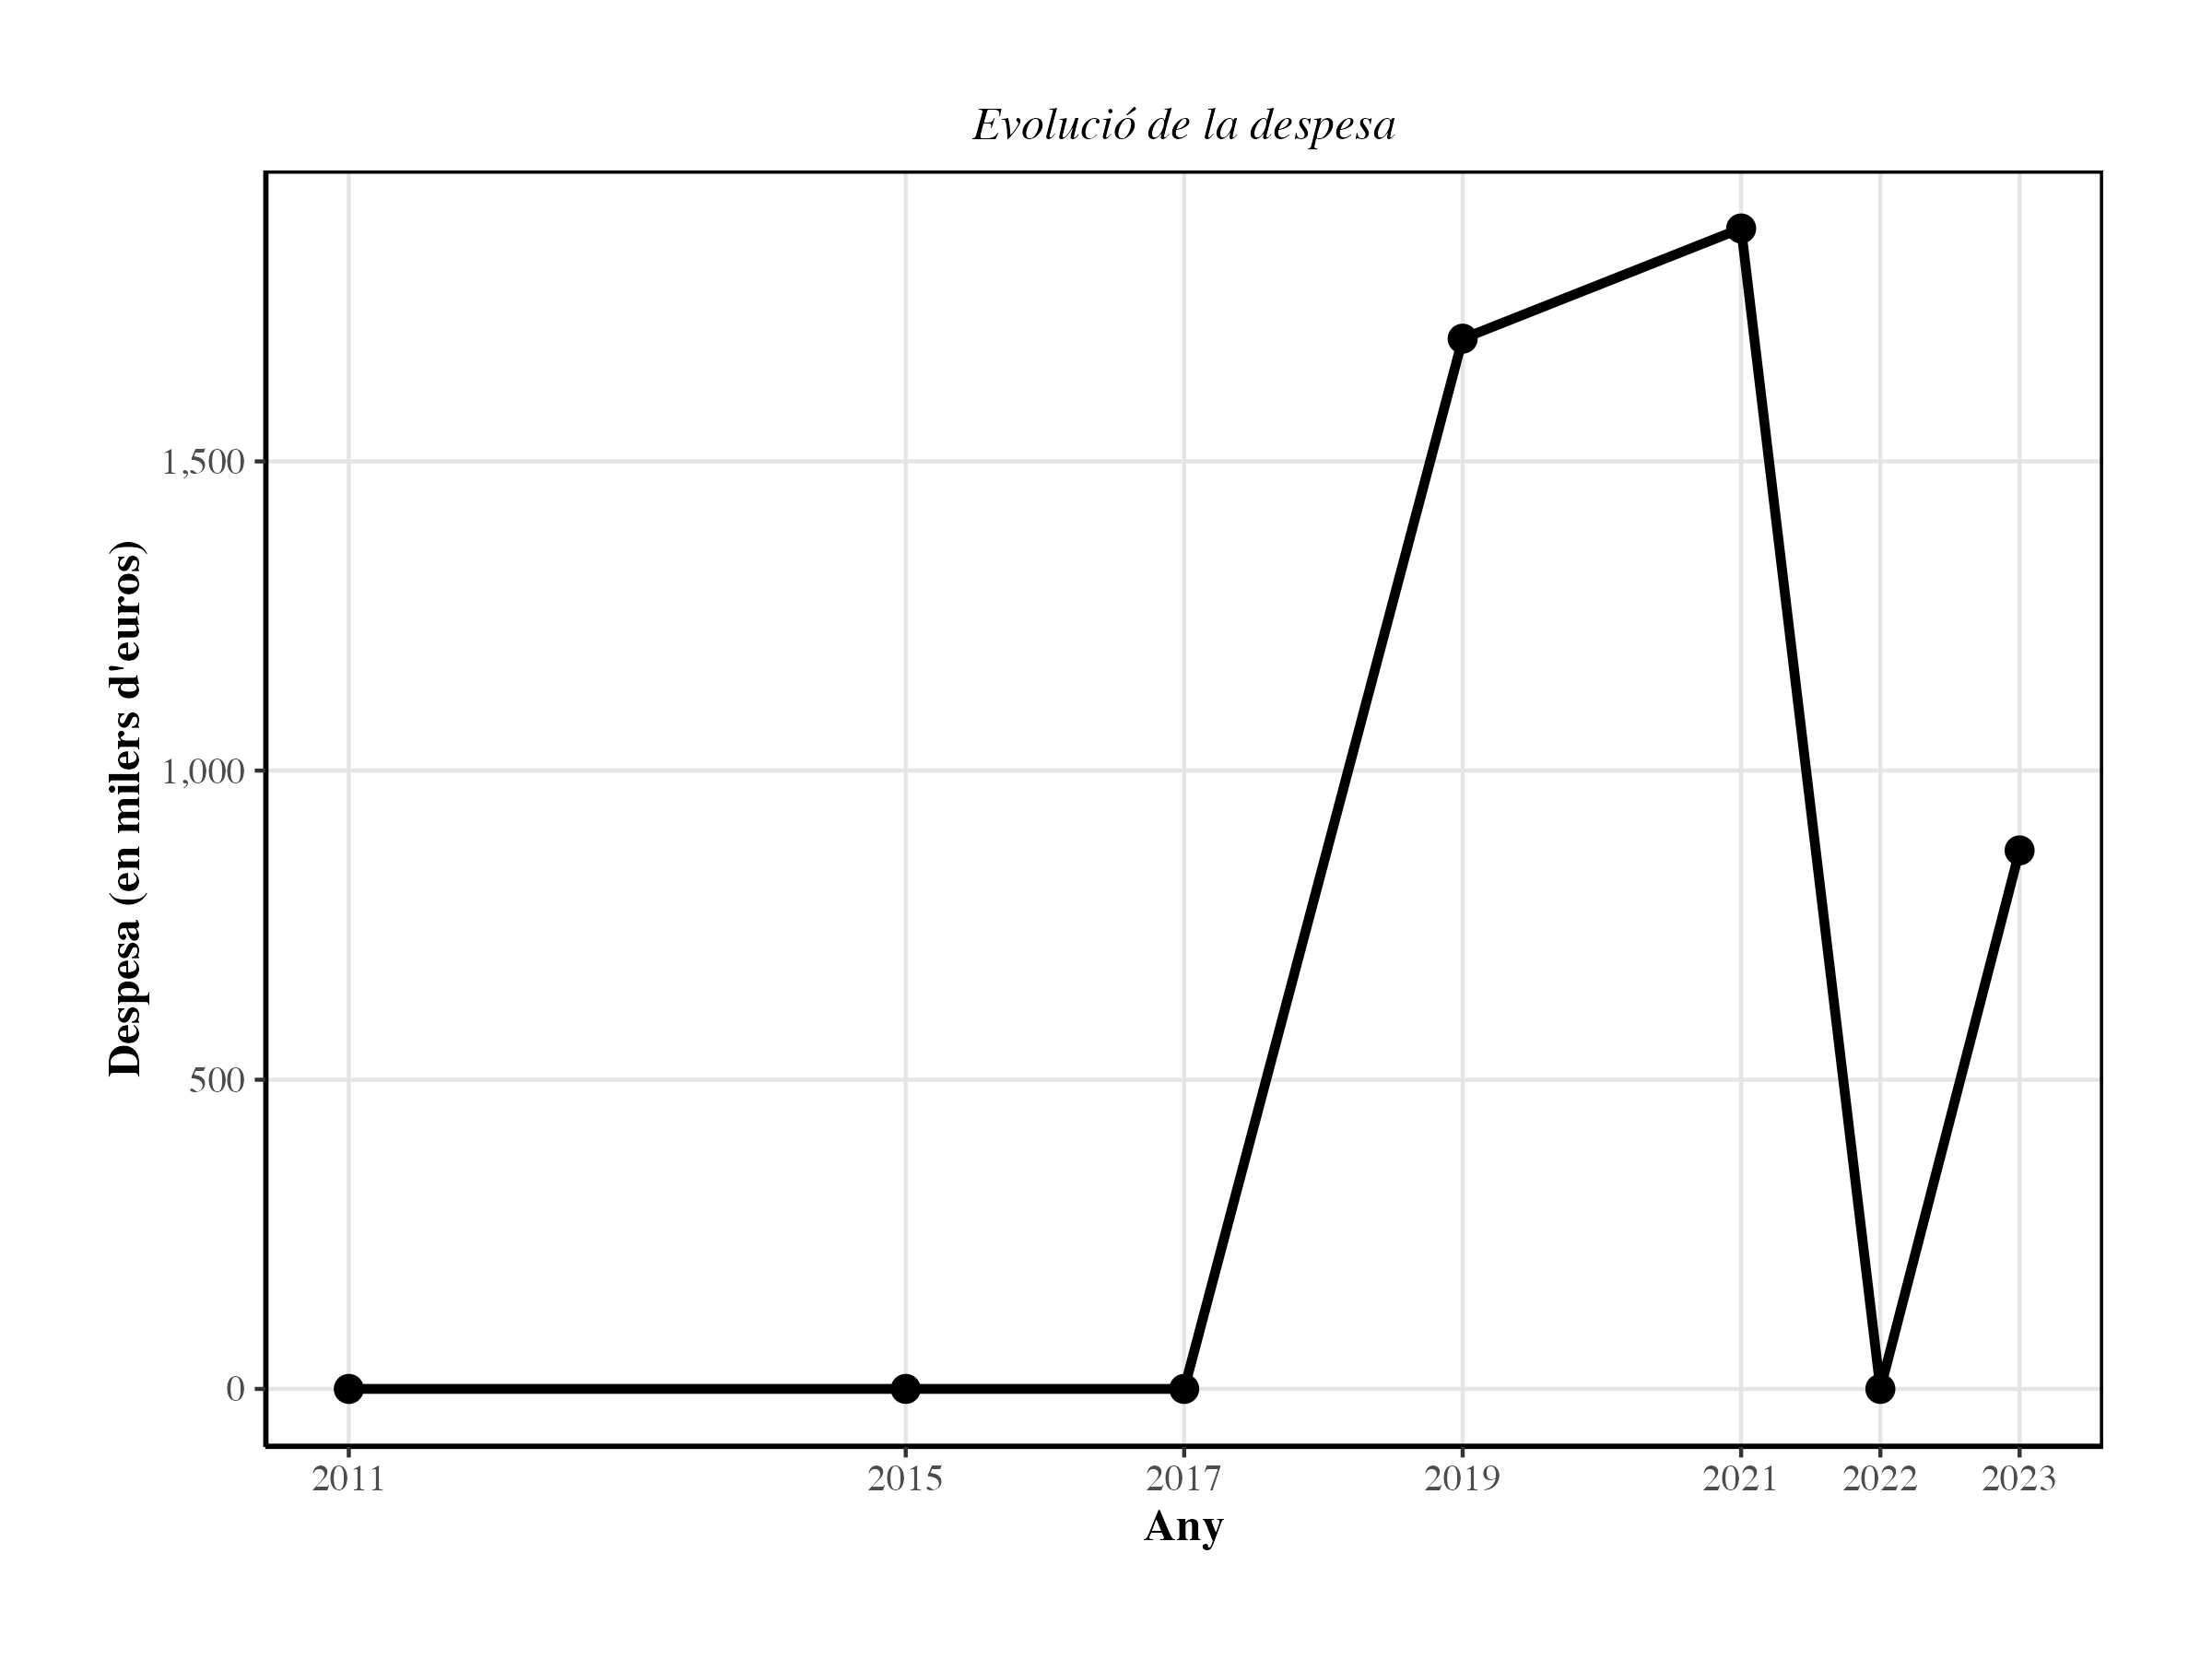 Evolució de la despesa
Despesa (en milers d'euros)
1,500
1,000
500
0
2011 2015 2017 2019 2021 2022 2023
Any